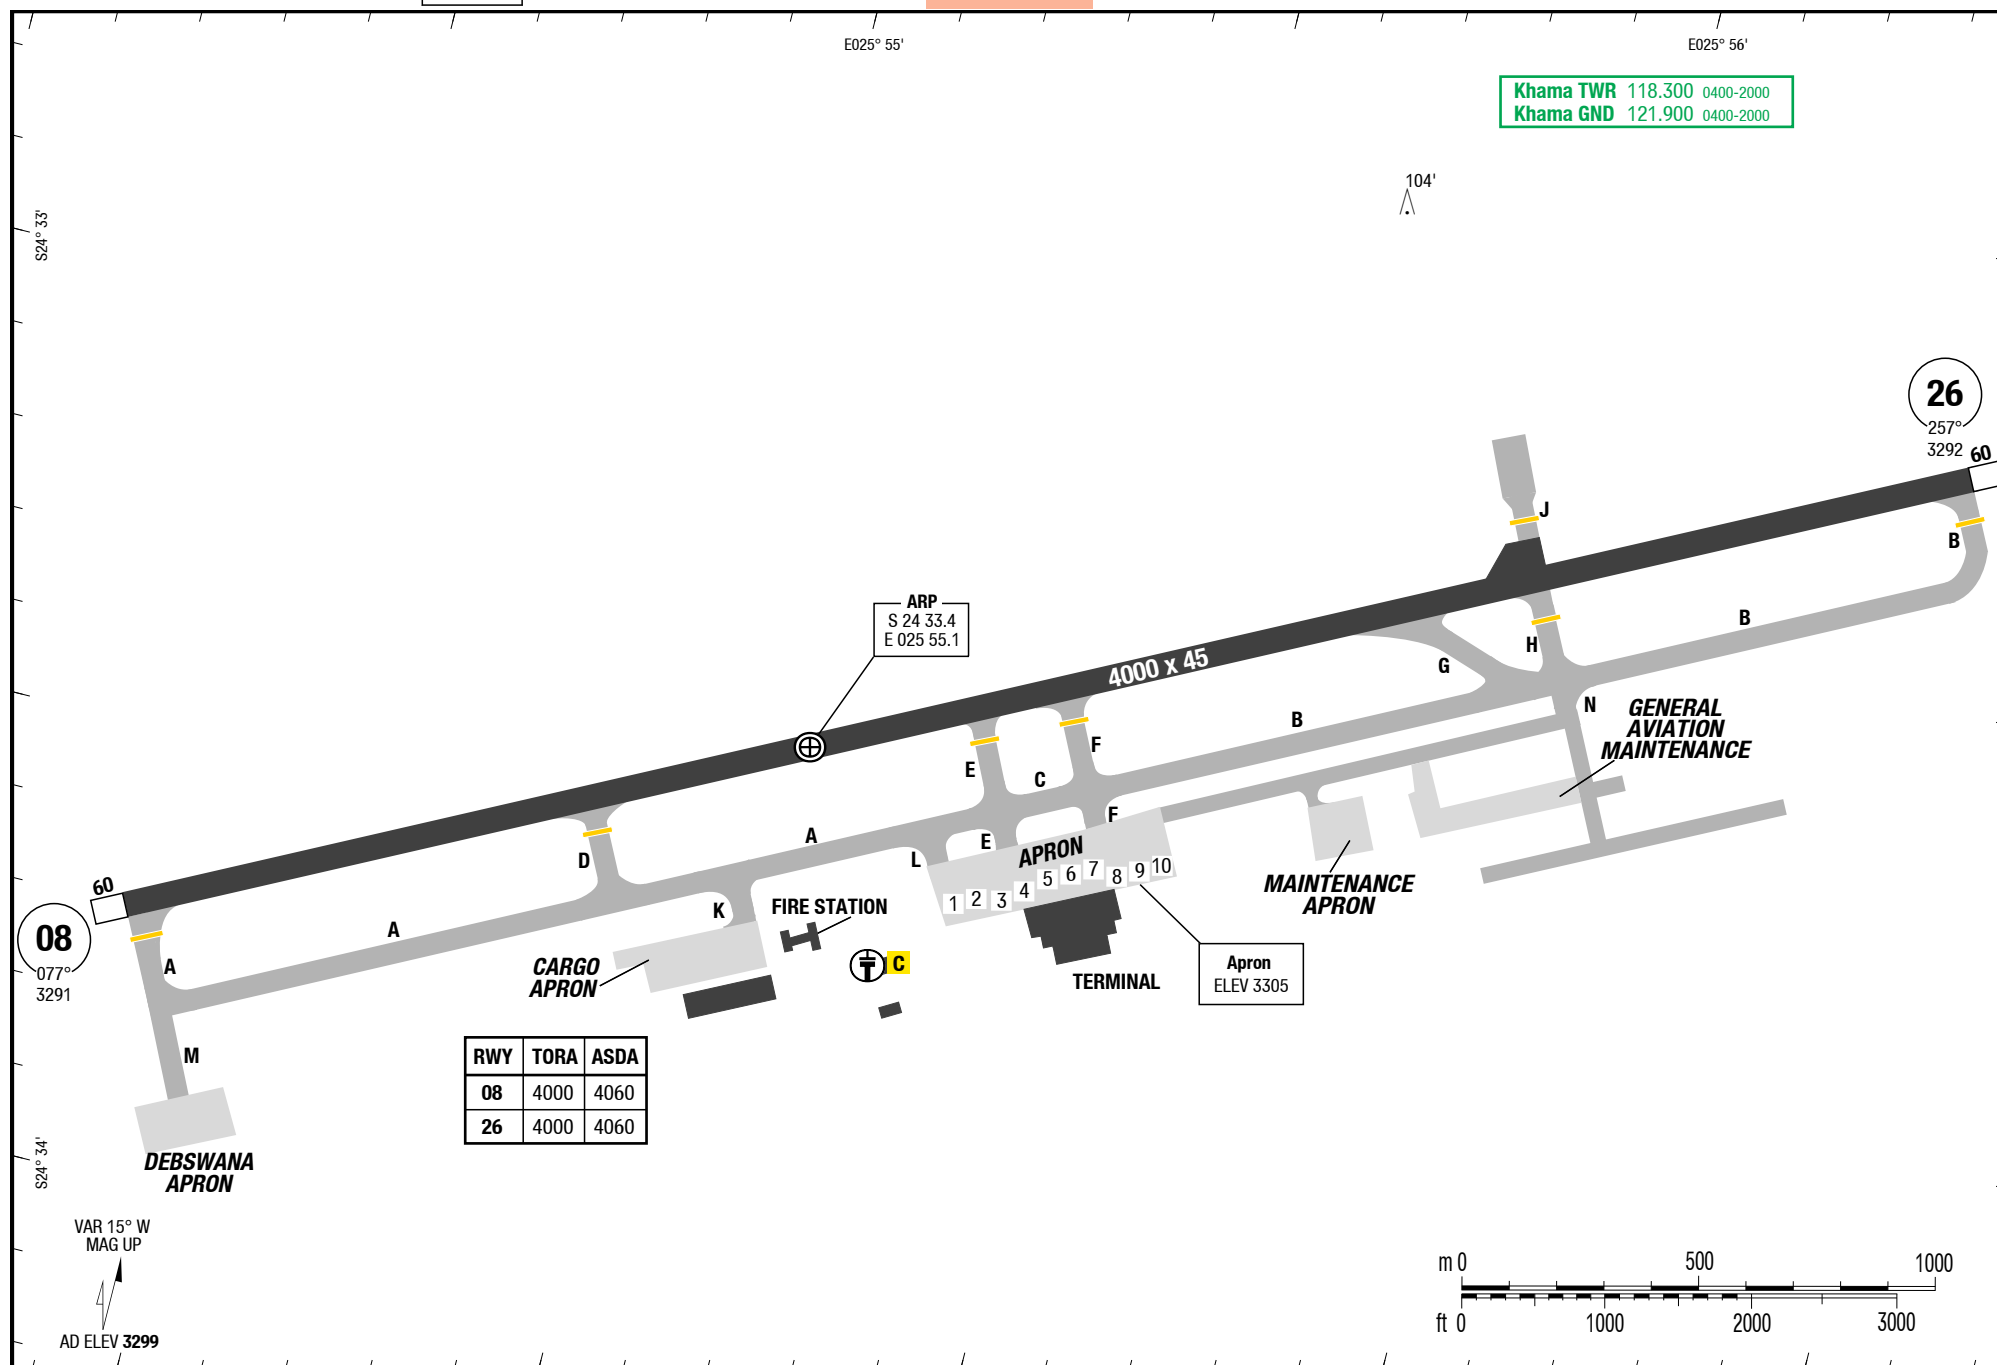 E025° 55'
E025° 56'
Khama TWR 118.300 0400-2000
Khama GND 121.900 0400-2000
104'
S24° 33'
26
257°
3292
60
J
B
ARP
S 24 33.4
E 025 55.1
B
H
4000 x 45
G
N
GENERAL
AVIATION
MAINTENANCE
B
F
E
C
F
A
E
D
L
APRON
1 2 3 4 5 6 7 8 9 10
MAINTENANCE
APRON
60
08
077°
3291
A
A
K
FIRE STATION
CARGO
APRON
C
TERMINAL
Apron
ELEV 3305
M
RWY TORA ASDA
08 4000 4060
26 4000 4060
S24° 34'
DEBSWANA
APRON
VAR 15° W
MAG UP
AD ELEV 3299
m 0 500 1000
ft 0 1000 2000 3000